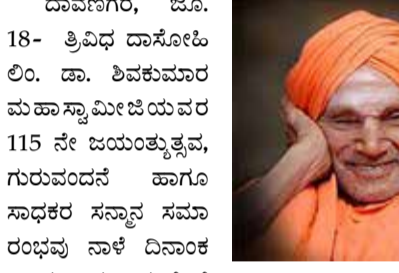 ದಾವಣಗೆರೆ, ಜೂ.
18- ತ್ರಿವಿಧ ದಾಸೋಹಿ
ಲಿಂ. ಡಾ. ಶಿವಕುಮಾರ
ಮಹಾಸ್ವಾಮೀಜಿಯವರ
115 ನೇ ಜಯಂತ್ಯುತ್ಸವ,
ಗುರುವಂದನೆ ಹಾಗೂ
ಸಾಧಕರ ಸನ್ಮಾನ ಸಮಾ
ರಂಭವು ನಾಳೆ ದಿನಾಂಕ